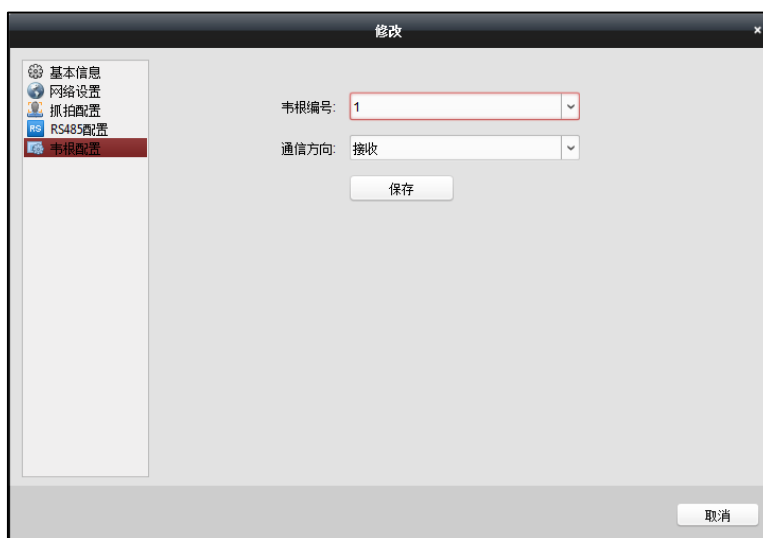 修改
×
基本信息
网络设置
抓拍配置
RS RS485配置
韦根配置
韦根编号: 1
通信方向: 接收
保存
取消